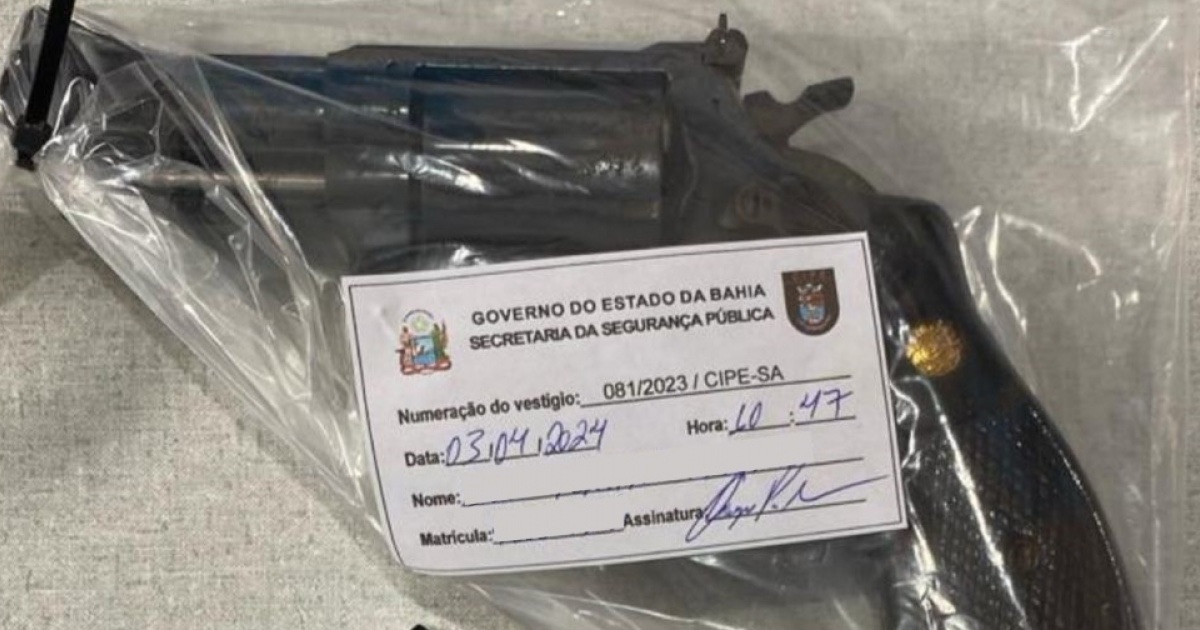 GOVERNO DO ESTADO DA BAHIA
SECRETARIA DA SEGURANÇA PÚBLICA
Numeração do vestígio: 081/2023 / CIPE-SA
Data: 03,04,2024 Hora: 10:47
Nome:
Matrícula: Assinatura